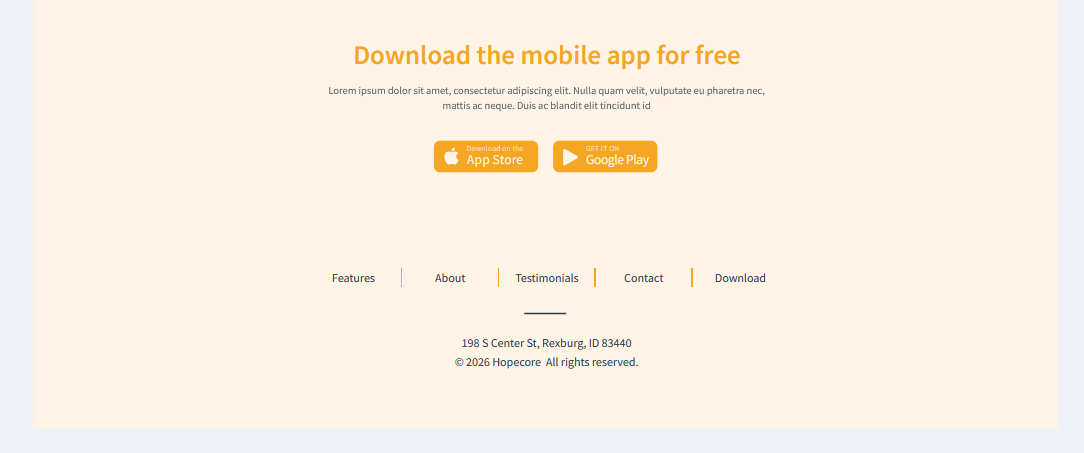 Download the mobile app for free
Lorem ipsum dolor sit amet, consectetur adipiscing elit. Nulla quam velit, vulputate eu pharetra nec,
mattis ac neque. Duis ac blandit elit tincidunt id
Download on the
App Store
GET IT ON
Google Play
Features About Testimonials Contact Download
198 S Center St, Rexburg, ID 83440
© 2026 Hopecore  All rights reserved.